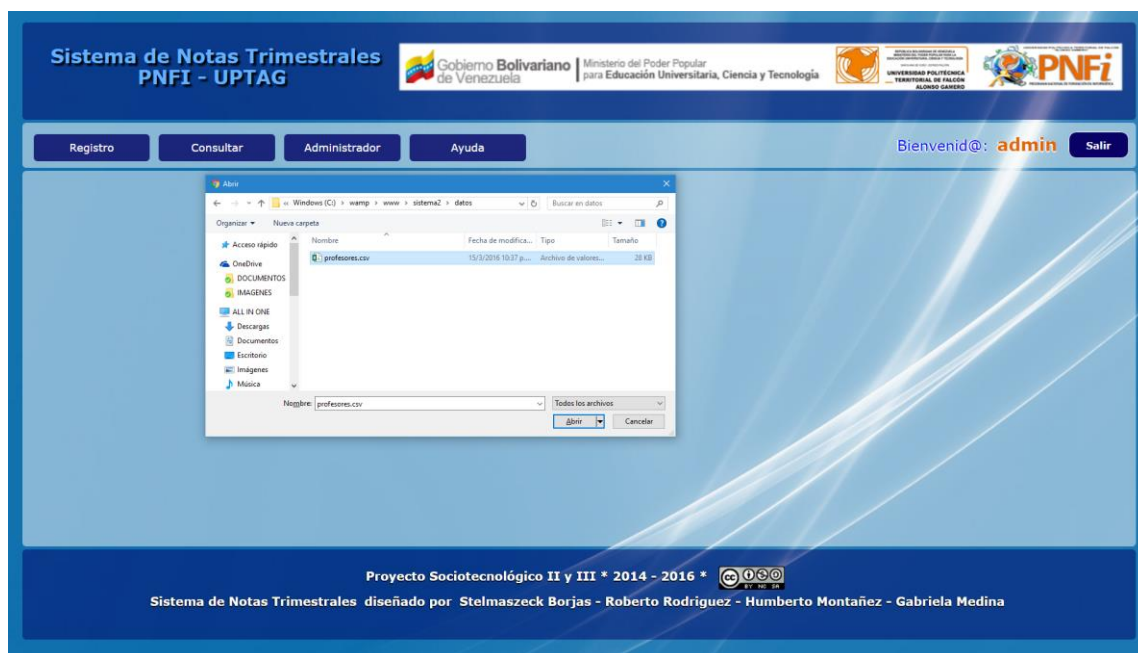 Sistema de Notas Trimestrales
PNFI - UPTAG
Gobierno Bolivariano
de Venezuela
Ministerio del Poder Popular
para Educación Universitaria, Ciencia y Tecnología
UNIVERSIDAD POLITÉCNICA
TERRITORIAL DE FALCÓN
ALONSO GAMERO
PNFi
Registro
Consultar
Administrador
Ayuda
Bienvenid@: admin
Salir
Abrir
« Windows (C:) › wamp › www › sistema2 › datos
Buscar en datos
Organizar
Nueva carpeta
Nombre
Fecha de modifica...
Tipo
Tamaño
profesores.csv
15/3/2016 10:37 p....
Archivo de valores...
28 KB
Acceso rápido
OneDrive
DOCUMENTOS
IMAGENES
ALL IN ONE
Descargas
Documentos
Escritorio
Imágenes
Música
Nombre: profesores.csv
Todos los archivos
Abrir
Cancelar
Proyecto Sociotecnológico II y III * 2014 - 2016 *
cc
BY NC SA
Sistema de Notas Trimestrales diseñado por Stelmaszeck Borjas - Roberto Rodriguez - Humberto Montañez - Gabriela Medina